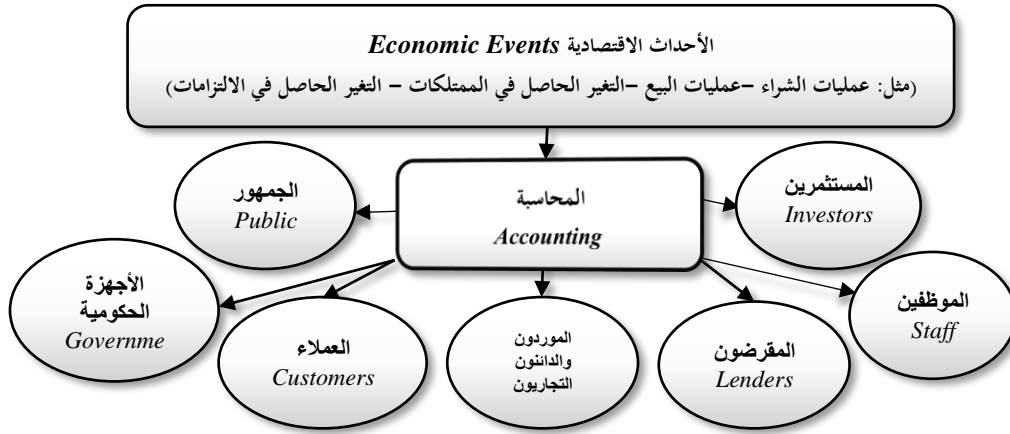 الأحداث الاقتصادية Economic Events
(مثل: عمليات الشراء –عمليات البيع –التغير الحاصل في الممتلكات – التغير الحاصل في الالتزامات)
المحاسبة
Accounting
المستثمرين
Investors
الجمهور
Public
الموظفين
Staff
المقرضون
Lenders
الموردون
والدائنون
التجاريون
العملاء
Customers
الأجهزة
الحكومية
Governme